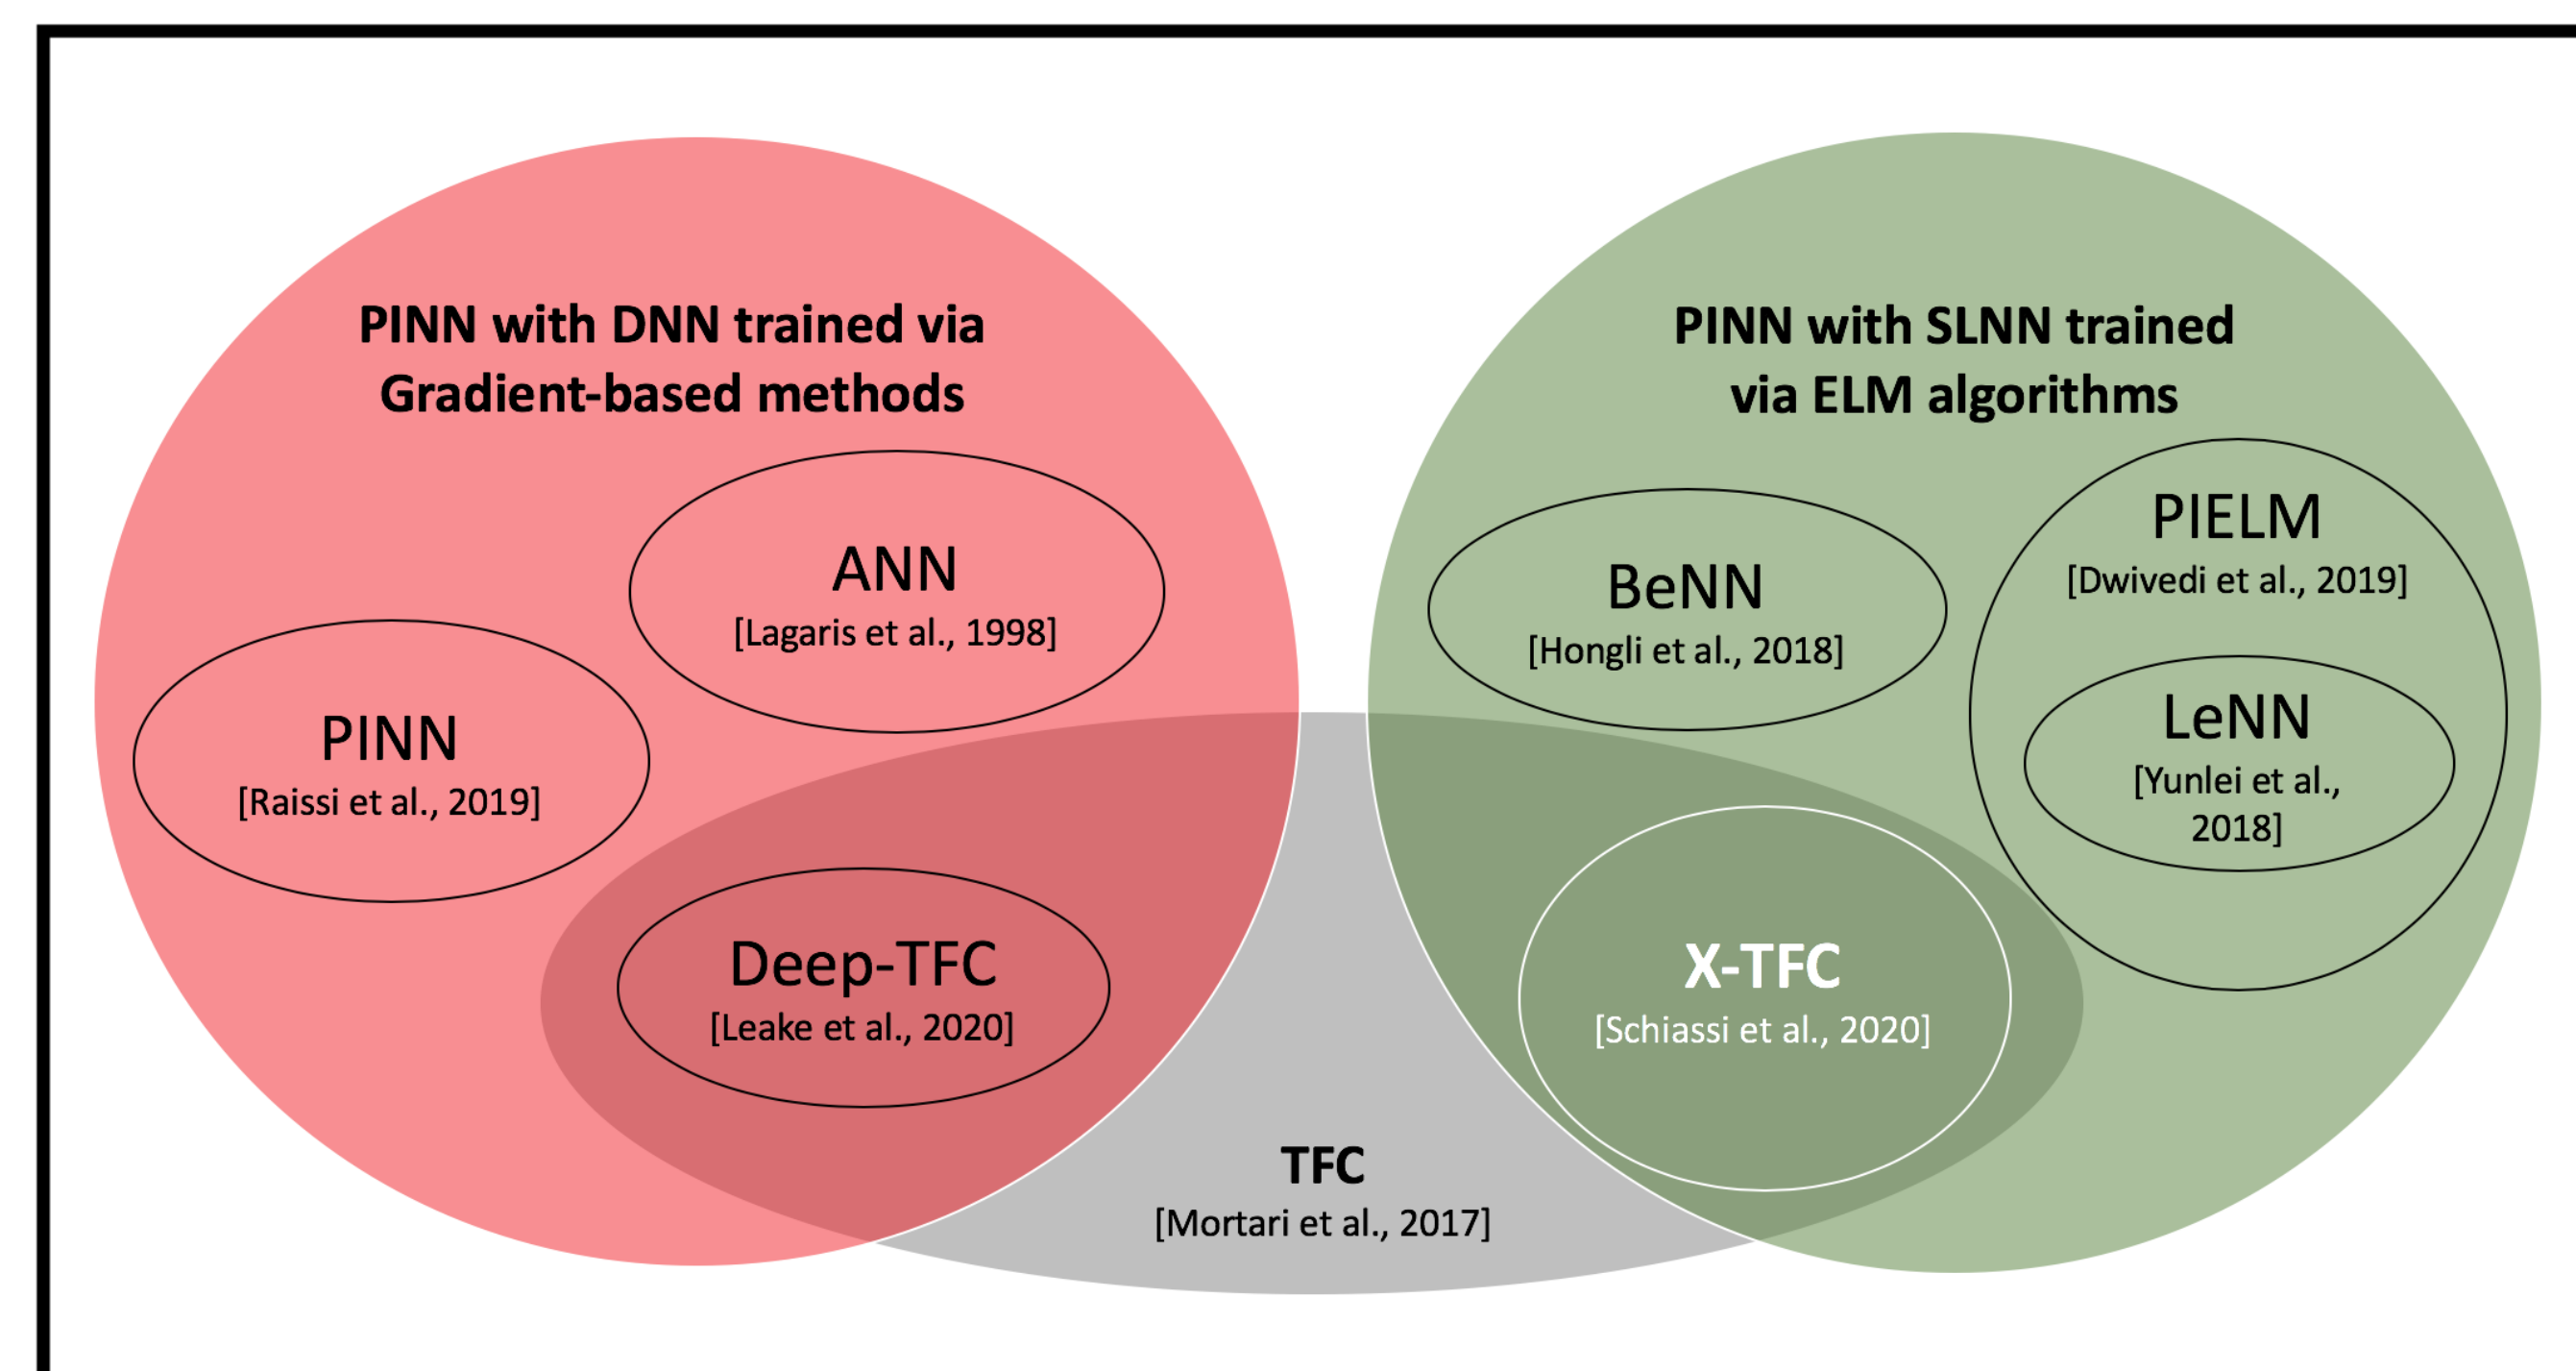 PINN with DNN trained via
Gradient-based methods
ANN
[Lagaris et al., 1998]
PINN
[Raissi et al., 2019]
Deep-TFC
[Leake et al., 2020]
TFC
[Mortari et al., 2017]
PINN with SLNN trained
via ELM algorithms
BeNN
[Hongli et al., 2018]
PIELM
[Dwivedi et al., 2019]
LeNN
[Yunlei et al.,
2018]
X-TFC
[Schiassi et al., 2020]